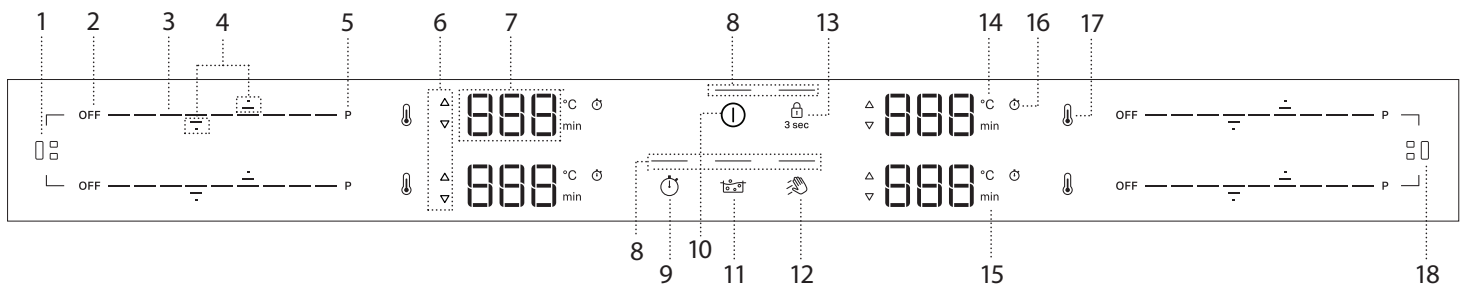 1 2 3 4 5 6 7 8 13 14 16 17 18
OFF P 888 °C 888 °C OFF P
min 3 sec min
OFF P 888 °C 888 °C OFF P
min min
8 9 10 11 12 15 18